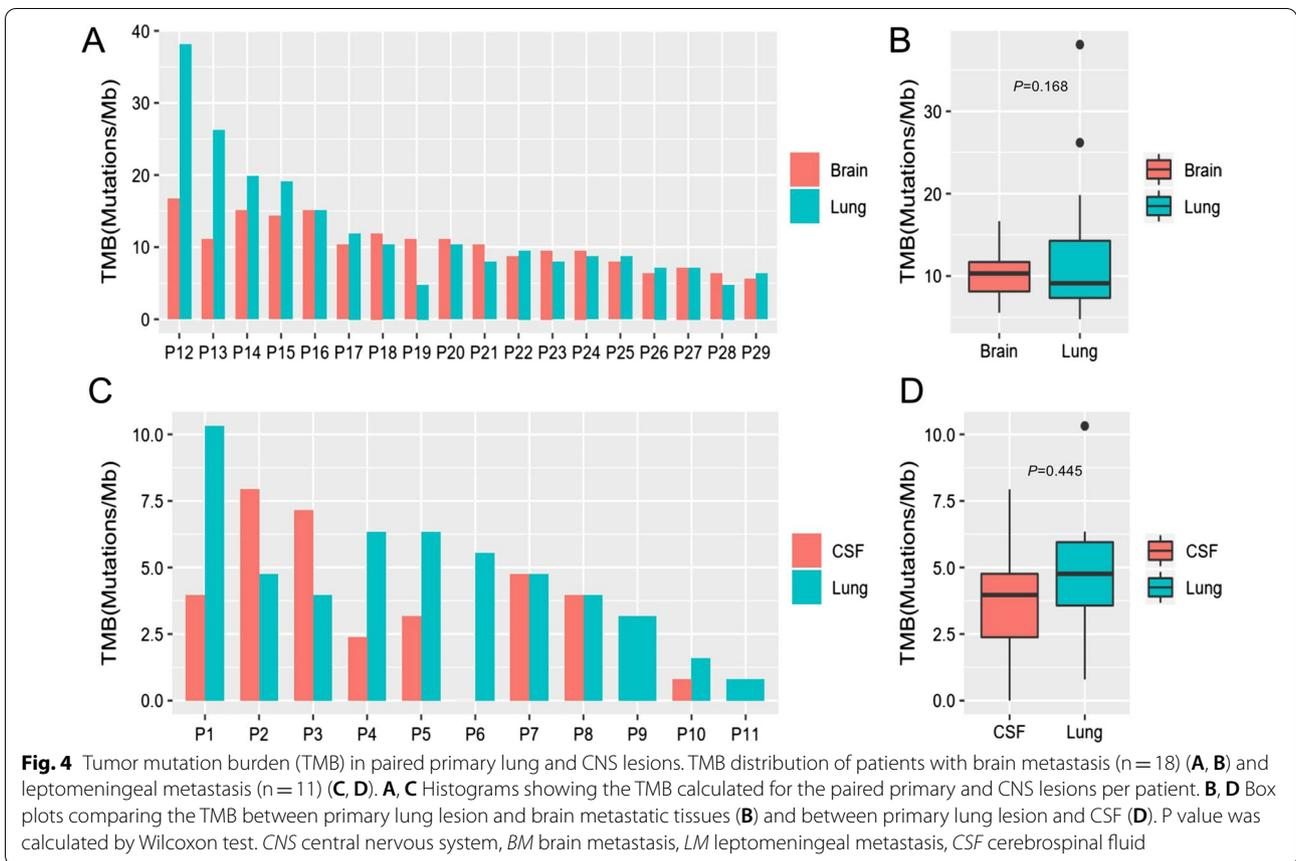 A
TMB(Mutations/Mb)
40
30
20
10
0
P12 P13 P14 P15 P16 P17 P18 P19 P20 P21 P22 P23 P24 P25 P26 P27 P28 P29
Brain
Lung
B
TMB(Mutations/Mb)
30
20
10
P=0.168
Brain Lung
Brain
Lung
C
TMB(Mutations/Mb)
10.0
7.5
5.0
2.5
0.0
P1 P2 P3 P4 P5 P6 P7 P8 P9 P10 P11
CSF
Lung
D
TMB(Mutations/Mb)
10.0
7.5
5.0
2.5
0.0
P=0.445
CSF Lung
CSF
Lung
Fig. 4 Tumor mutation burden (TMB) in paired primary lung and CNS lesions. TMB distribution of patients with brain metastasis (n = 18) (A, B) and
leptomeningeal metastasis (n = 11) (C, D). A, C Histograms showing the TMB calculated for the paired primary and CNS lesions per patient. B, D Box
plots comparing the TMB between primary lung lesion and brain metastatic tissues (B) and between primary lung lesion and CSF (D). P value was
calculated by Wilcoxon test. CNS central nervous system, BM brain metastasis, LM leptomeningeal metastasis, CSF cerebrospinal fluid